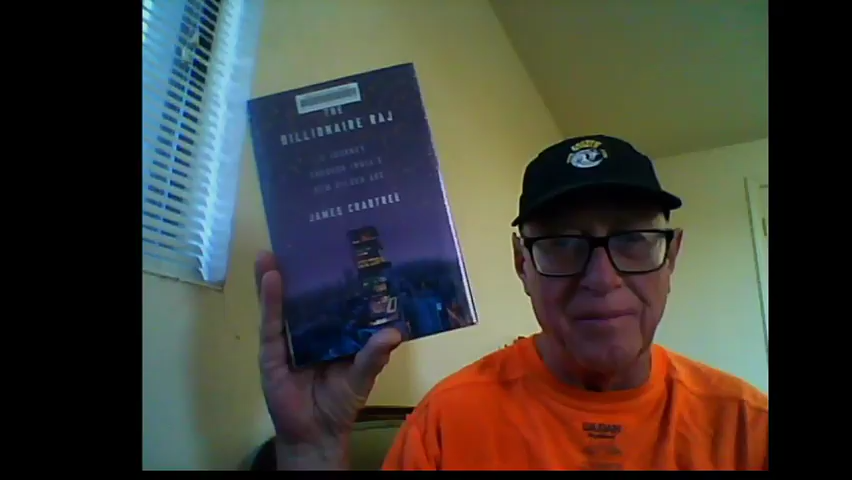 THE
BILLIONAIRE RAJ
A JOURNEY
THROUGH INDIA'S
NEW GILDED AGE
JAMES CRABTREE